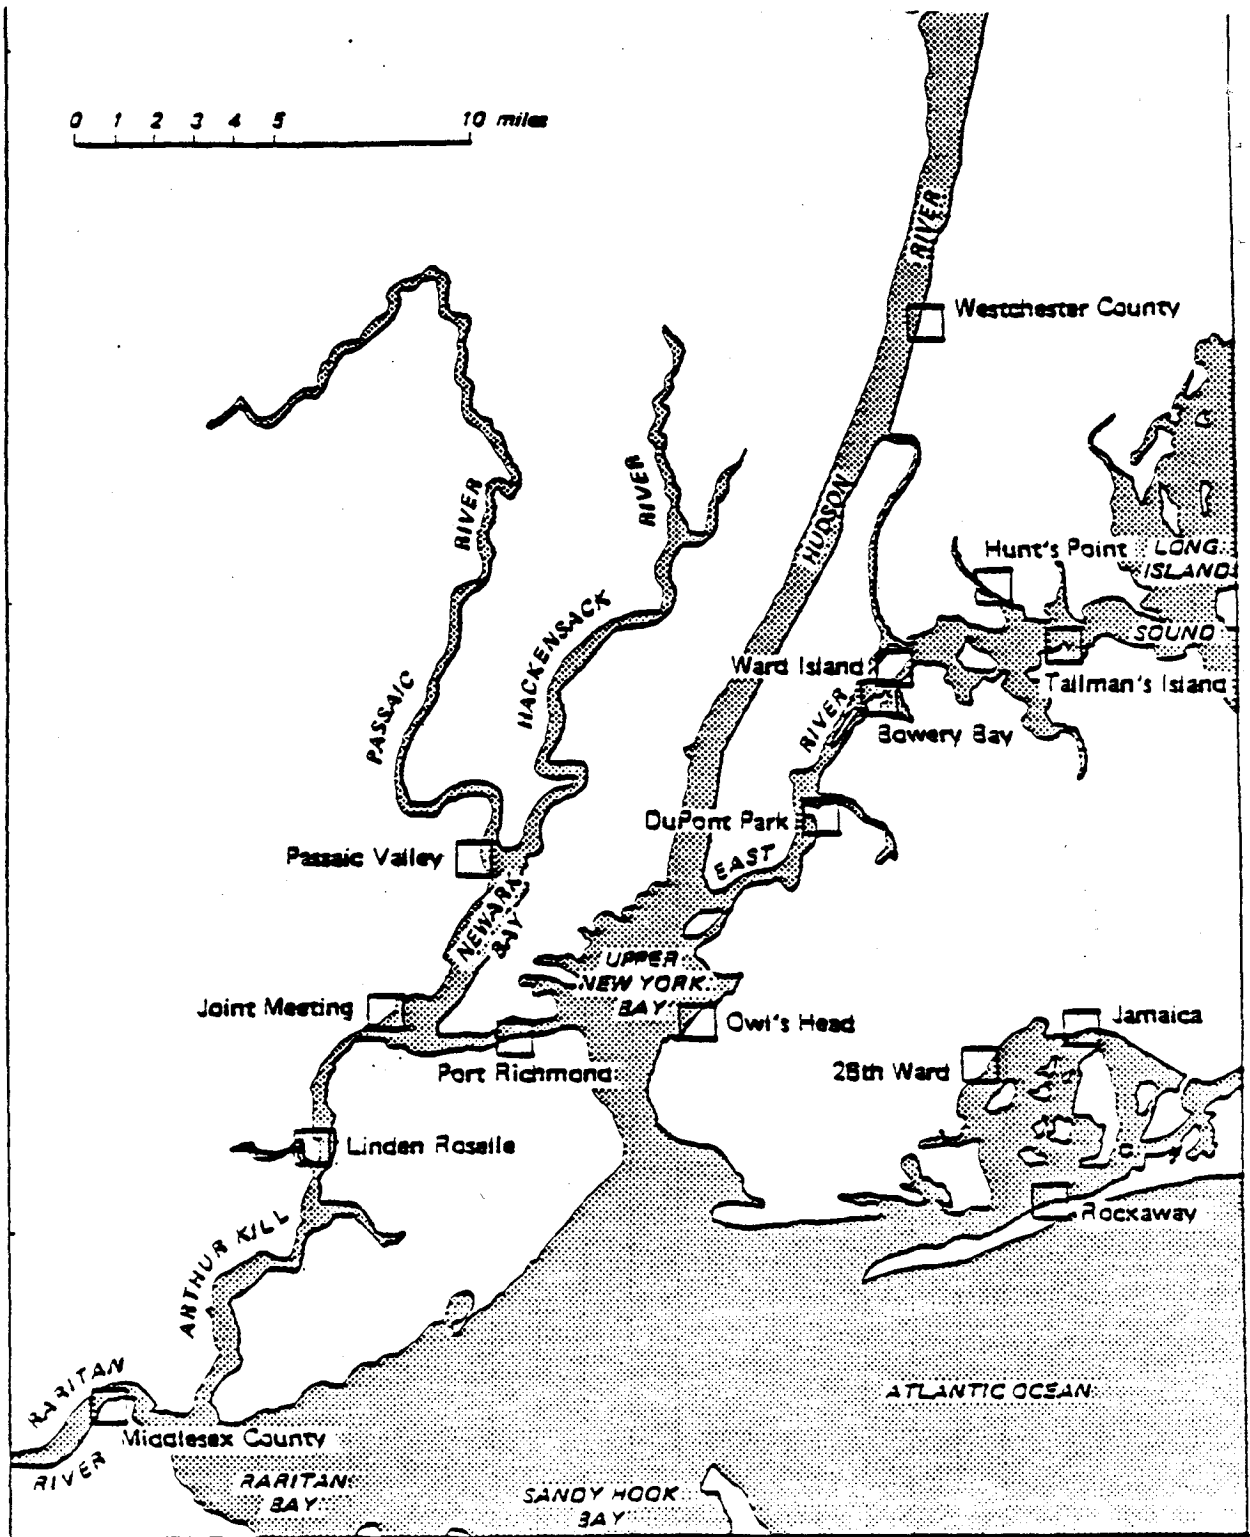 0 1 2 3 4 5 10 miles
RIVER
Westchester County
RIVER
RIVER
HUDSON
Hunt's Point
LONG
ISLAND
SOUND
HACKENSACK
PASSAIC
Ward Island
Tallman's Island
RIVER
Bowery Bay
DuPont Park
EAST
Passaic Valley
NEWARK
BAY
UPPER
NEW YORK
BAY
Joint Meeting
Owl's Head
Jamaica
Port Richmond
26th Ward
Linden Roselle
Rockaway
ARTHUR KILL
RARITAN
ATLANTIC OCEAN
Middlesex County
RIVER
RARITAN
BAY
SANDY HOOK
BAY